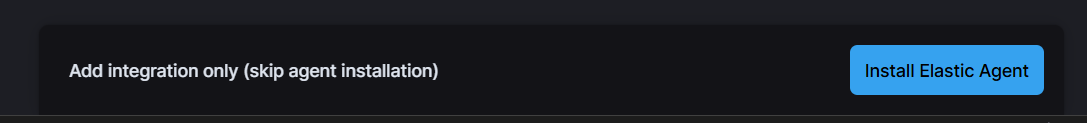 Add integration only (skip agent installation)
Install Elastic Agent